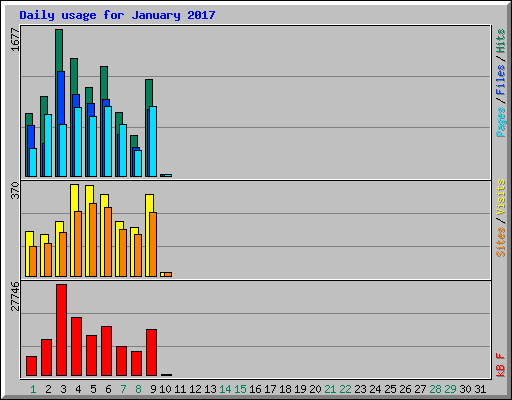 Daily usage for January 2017
1677
370
27746
Pages/Files/Hits
Sites/Visits
kB F
1 2 3 4 5 6 7 8 9 10 11 12 13 14 15 16 17 18 19 20 21 22 23 24 25 26 27 28 29 30 31